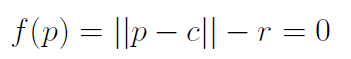 f(p) = ||p − c|| − r = 0